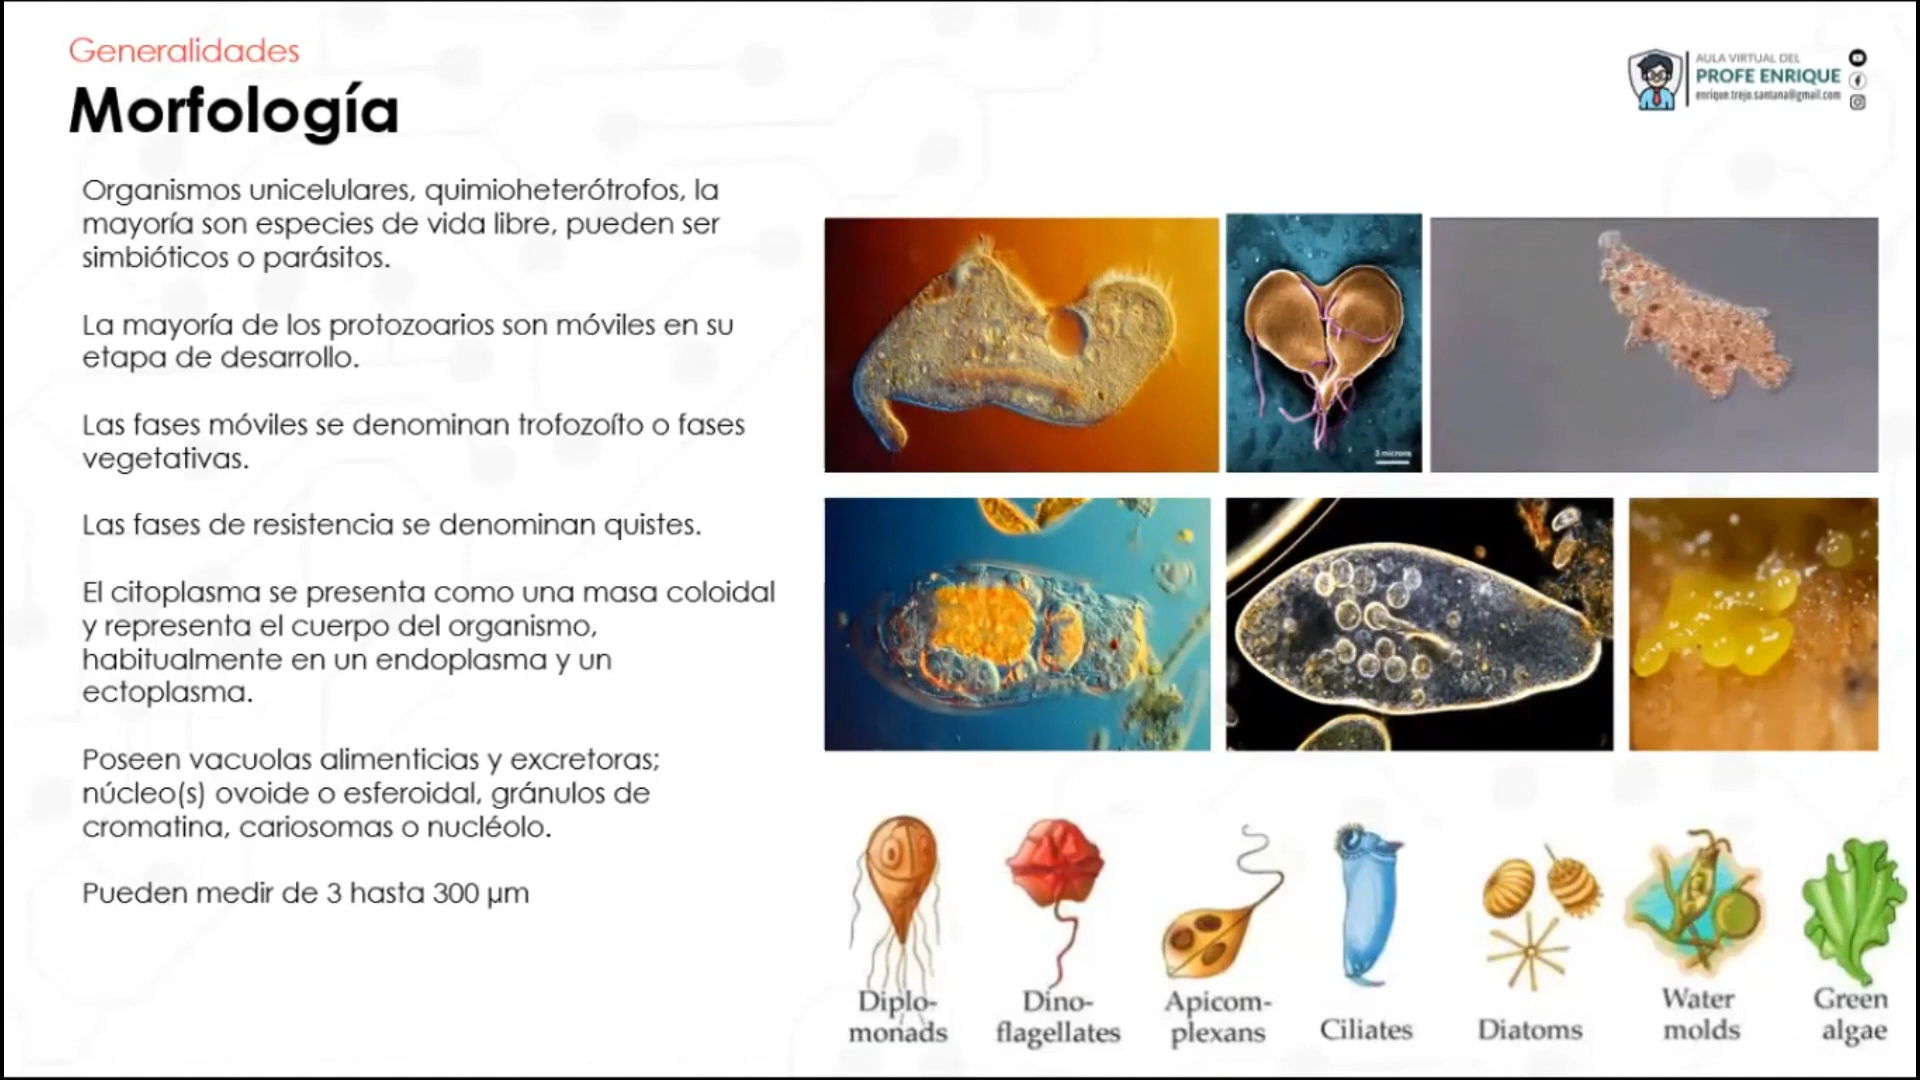 Generalidades
Morfología
AULA VIRTUAL DEL
PROFE ENRIQUE
enrique.trejo.santana@gmail.com
Organismos unicelulares, quimioheterótrofos, la
mayoría son especies de vida libre, pueden ser
simbióticos o parásitos.
La mayoría de los protozoarios son móviles en su
etapa de desarrollo.
Las fases móviles se denominan trofozoíto o fases
vegetativas.
Las fases de resistencia se denominan quistes.
El citoplasma se presenta como una masa coloidal
y representa el cuerpo del organismo,
habitualmente en un endoplasma y un
ectoplasma.
Poseen vacuolas alimenticias y excretoras;
núcleo(s) ovoide o esferoidal, gránulos de
cromatina, cariosomas o nucléolo.
Pueden medir de 3 hasta 300 µm
microns
Diplo-
monads
Dino-
flagellates
Apicom-
plexans
Ciliates
Diatoms
Water
molds
Green
algae